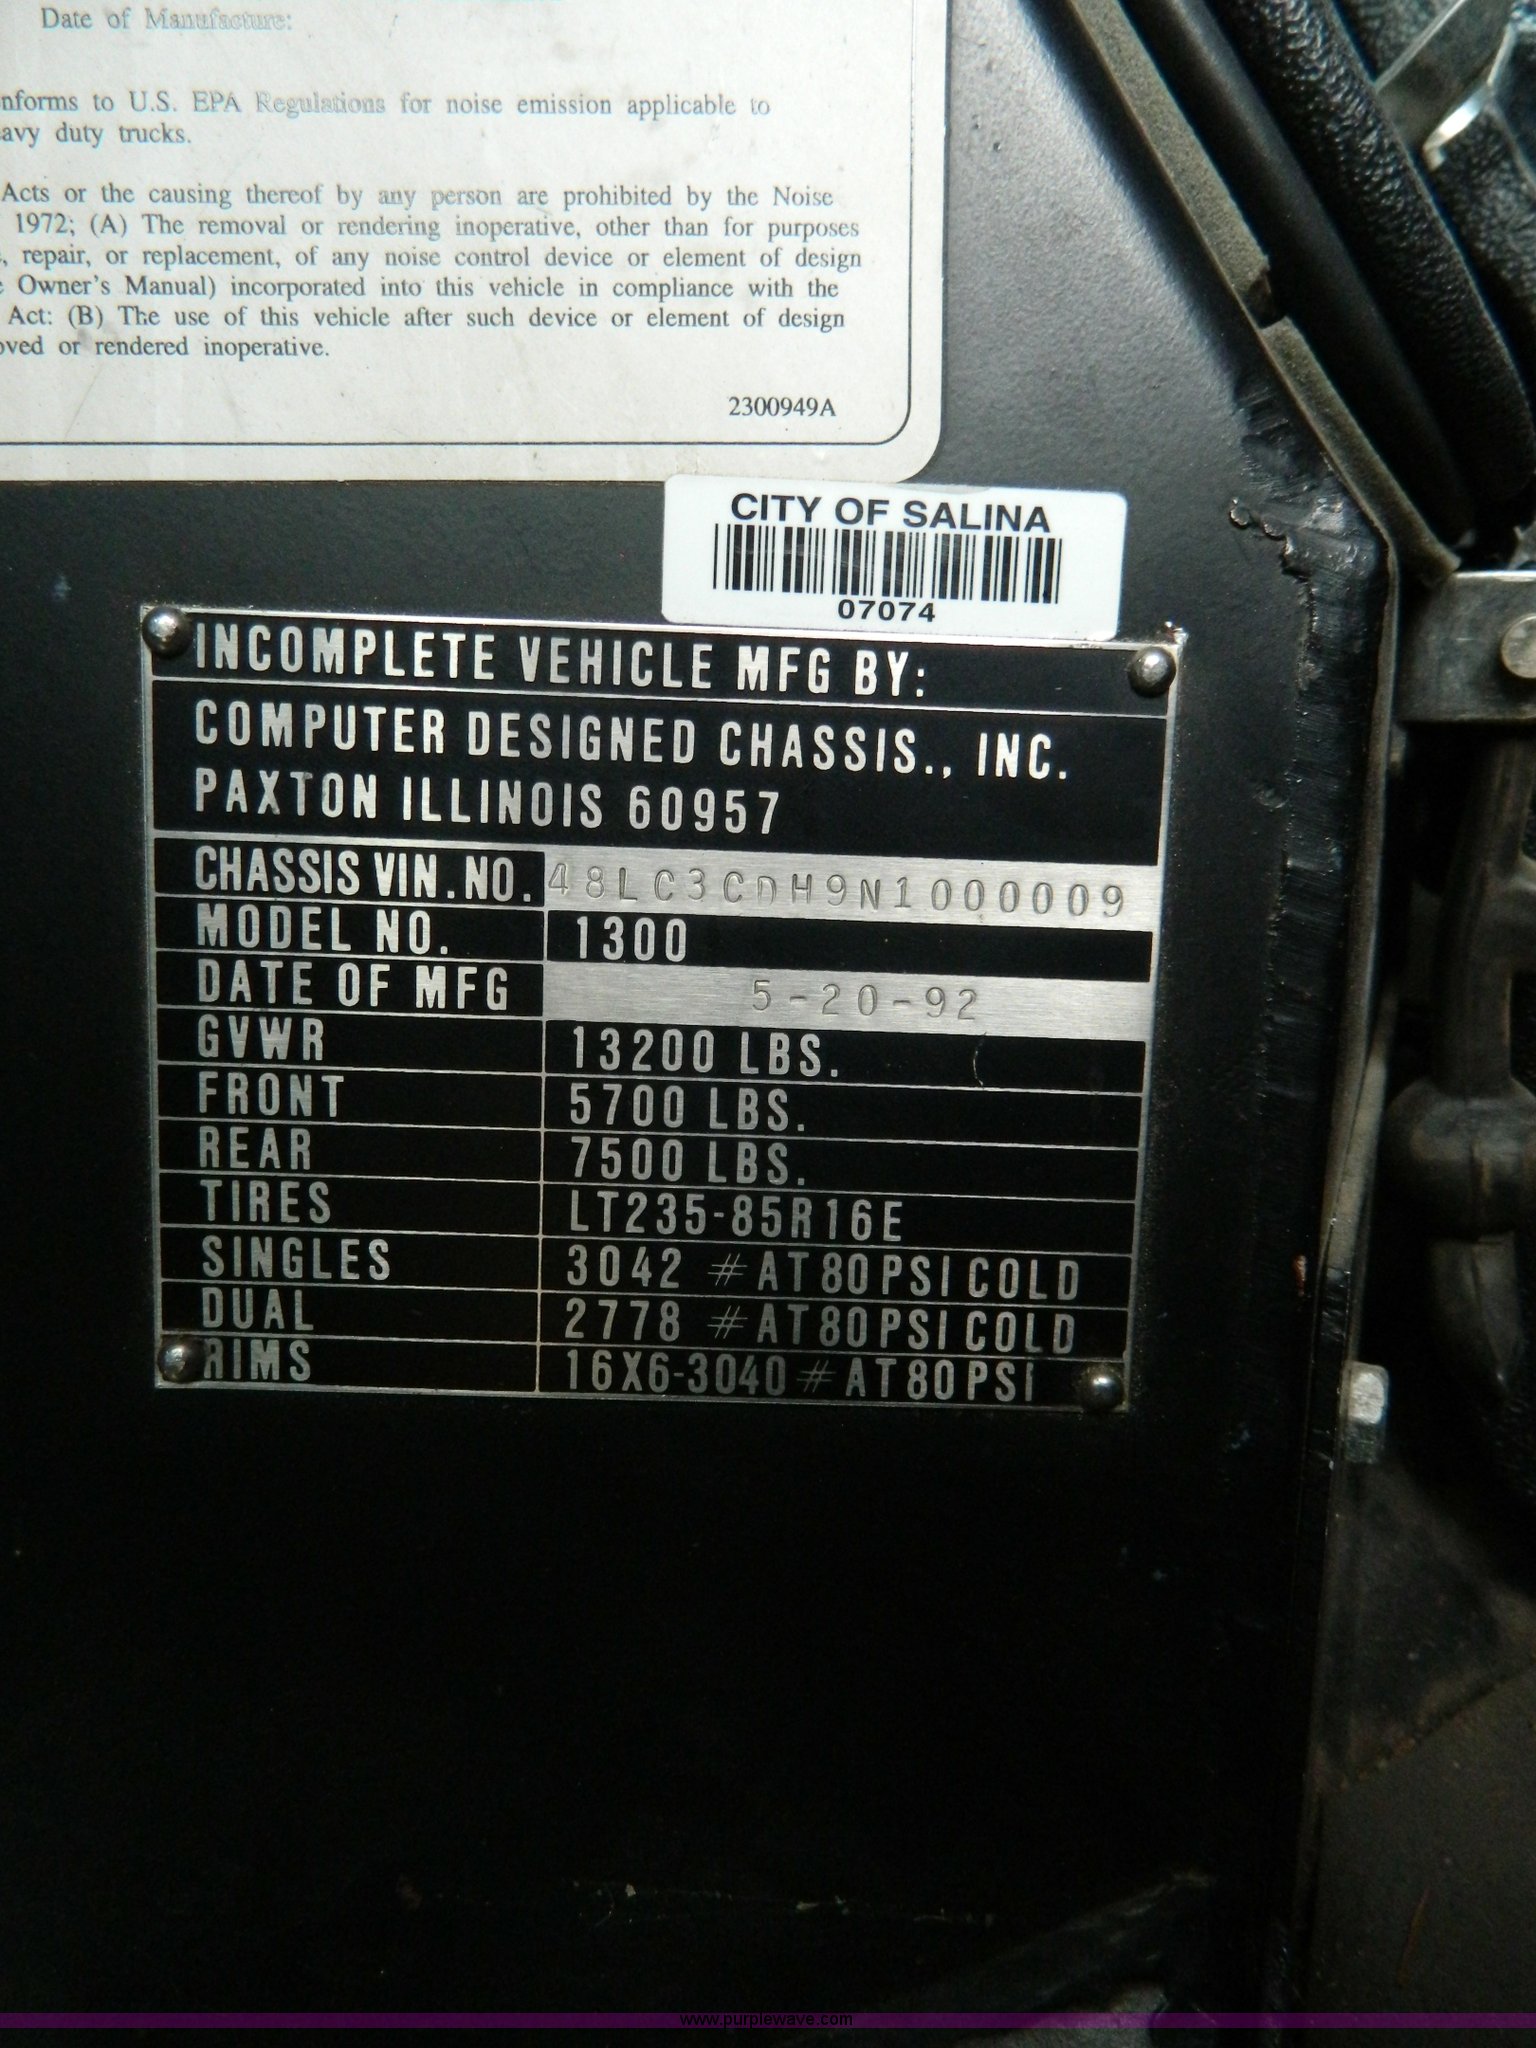 Date of Manufacture:
nforms to U.S. EPA Regulations for noise emission applicable to
avy duty trucks.
Acts or the causing thereof by any person are prohibited by the Noise
1972; (A) The removal or rendering inoperative, other than for purposes
, repair, or replacement, of any noise control device or element of design
Owner's Manual) incorporated into this vehicle in compliance with the
Act: (B) The use of this vehicle after such device or element of design
oved or rendered inoperative.
2300949A
CITY OF SALINA
07074
INCOMPLETE VEHICLE MFG BY:
COMPUTER DESIGNED CHASSIS., INC.
PAXTON ILLINOIS 60957
CHASSIS VIN.NO. 48LC3CDH9N1000009
MODEL NO. 1300
DATE OF MFG 5-20-92
GVWR 13200 LBS.
FRONT 5700 LBS.
REAR 7500 LBS.
TIRES LT235-85R16E
SINGLES 3042 # AT 80 PSI COLD
DUAL 2778 # AT 80 PSI COLD
RIMS 16X6-3040 # AT 80 PSI
www.purplewave.com